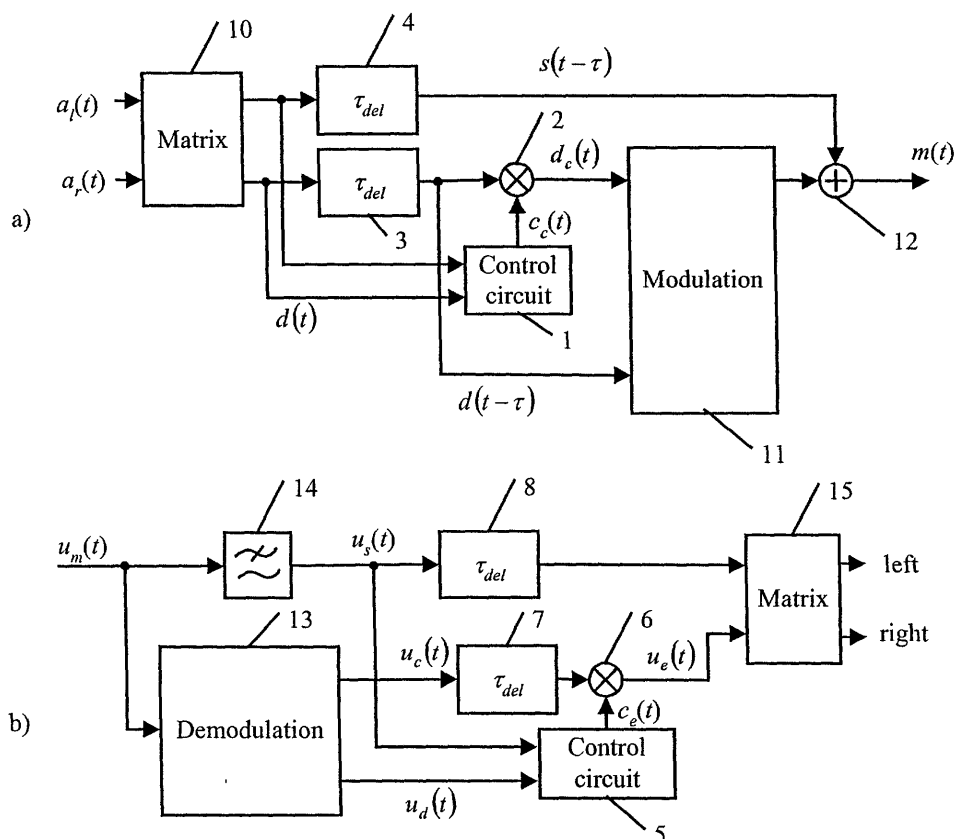 10
4
s(t − τ)
a_l(t)
Matrix
τ_del
2
d_c(t)
m(t)
a_r(t)
τ_del
a)
3
c_c(t)
12
Control
circuit
Modulation
d(t)
1
d(t − τ)
11
14
8
15
u_m(t)
u_s(t)
τ_del
left
Matrix
13
7
6
right
u_c(t)
τ_del
u_e(t)
b)
Demodulation
c_e(t)
Control
circuit
u_d(t)
5